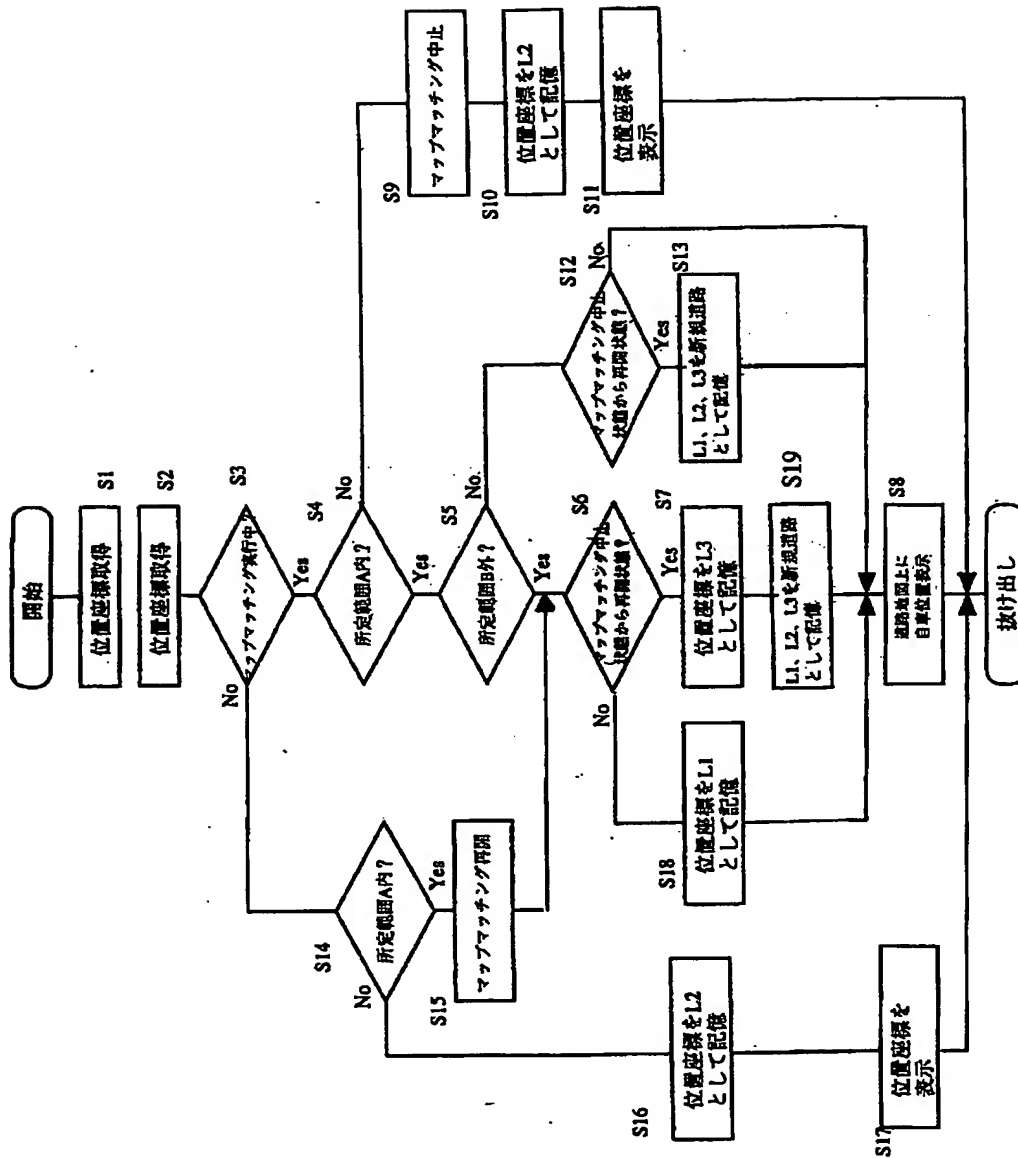 開始
S1
位置座標取得
S2
位置座標取得
S3
マップマッチング実行中?
No
Yes
S4
所定範囲A内?
No
Yes
S5
所定範囲B外?
No.
Yes
S6
マップマッチング中止
状態から再開状態?
No
Yes
S7
位置座標をL3
として記憶
S19
L1、L2、L3を新規道路
として記憶
S8
道路地図上に
自車位置表示
抜け出し
S9
マップマッチング中止
S10
位置座標をL2
として記憶
S11
位置座標を
表示
S12
マップマッチング中止
状態から再開状態?
No.
Yes
S13
L1、L2、L3を新規道路
として記憶
S14
所定範囲A内?
No
Yes
S15
マップマッチング再開
S18
位置座標をL1
として記憶
S16
位置座標をL2
として記憶
S17
位置座標を
表示